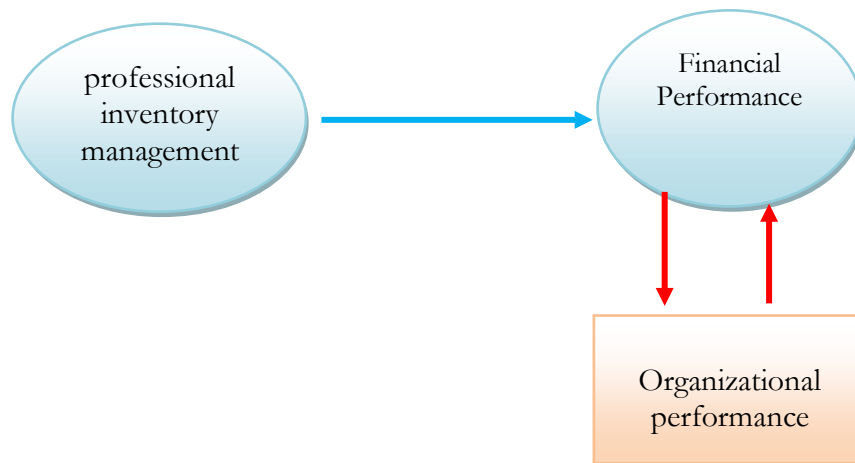 professional
inventory
management
Financial
Performance
Organizational
performance